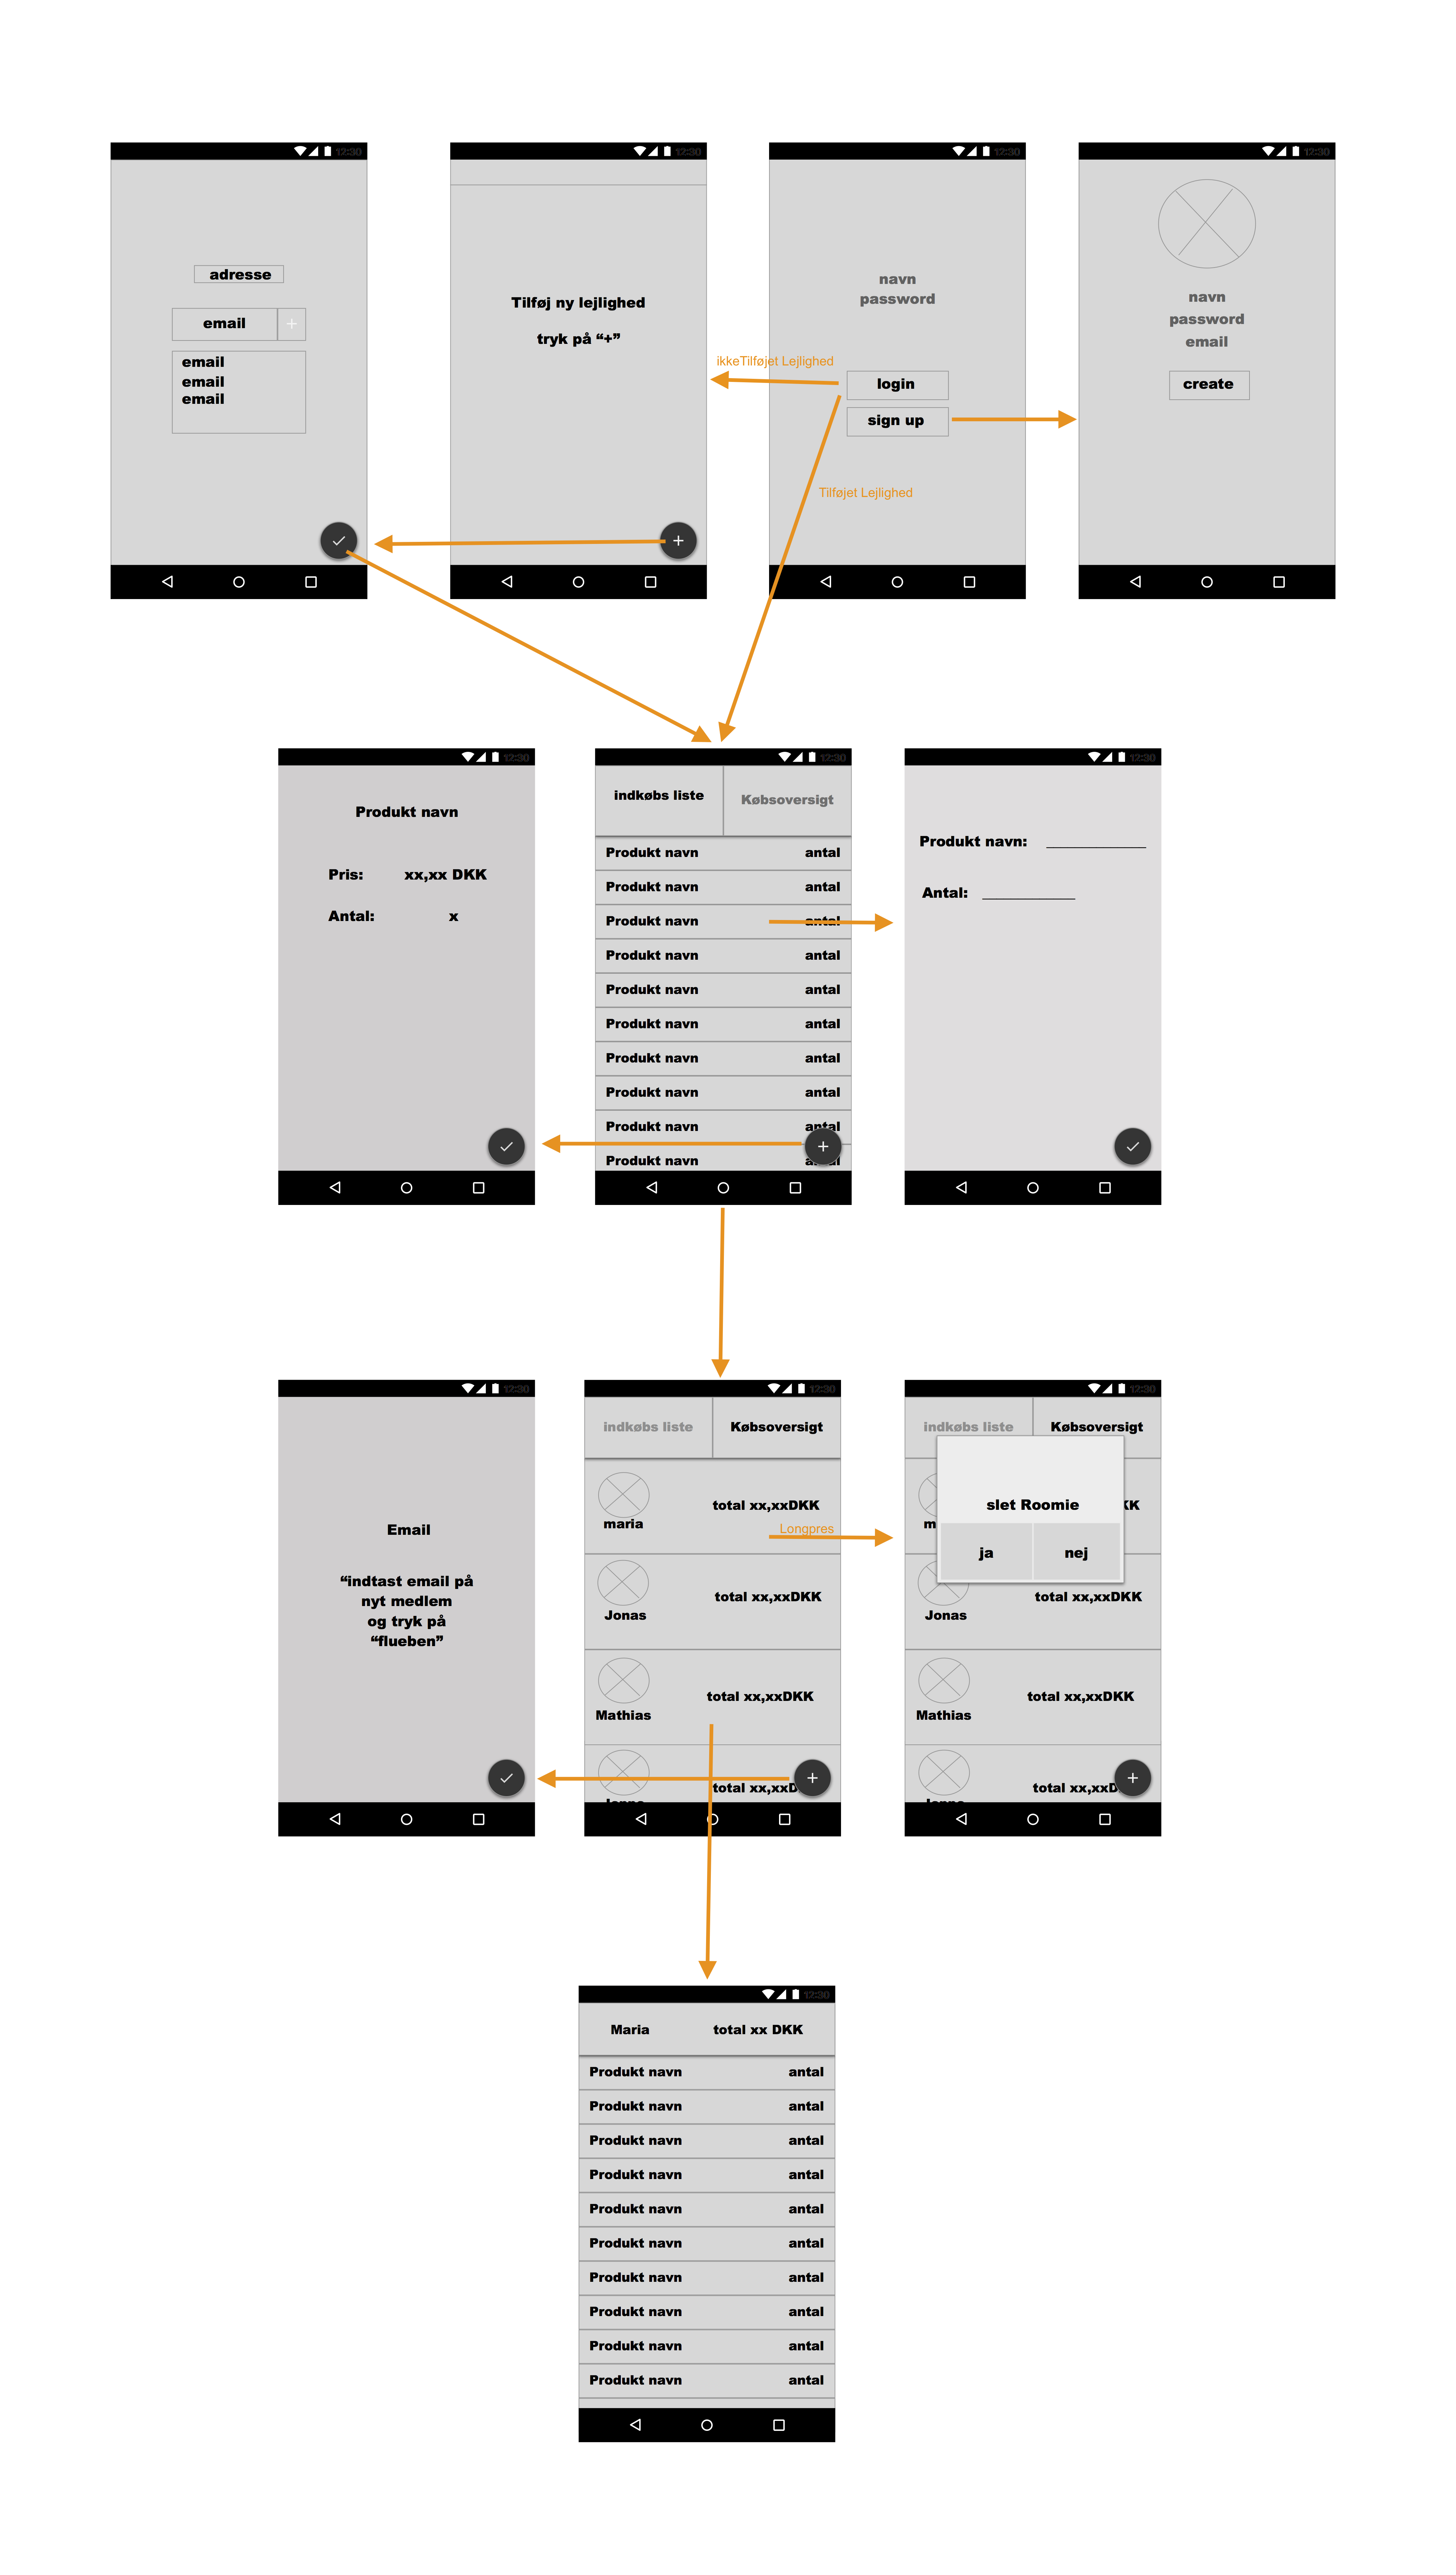 12:30
adresse
email +
email
email
email
12:30
Tilføj ny lejlighed
tryk på “+”
12:30
navn
password
login
sign up
ikkeTilføjet Lejlighed
Tilføjet Lejlighed
12:30
navn
password
email
create
12:30
Produkt navn
Pris: xx,xx DKK
Antal: x
12:30
indkøbs liste Købsoversigt
Produkt navn antal
Produkt navn antal
Produkt navn antal
Produkt navn antal
Produkt navn antal
Produkt navn antal
Produkt navn antal
Produkt navn antal
Produkt navn antal
Produkt navn antal
12:30
Produkt navn:
Antal:
12:30
Email
“indtast email på
nyt medlem
og tryk på
“flueben”
12:30
indkøbs liste Købsoversigt
total xx,xxDKK
maria
Longpres
total xx,xxDKK
Jonas
total xx,xxDKK
Mathias
total xx,xxD
12:30
indkøbs liste Købsoversigt
slet Roomie
ja nej
total xx,xxDKK
Jonas
total xx,xxDKK
Mathias
total xx,xxD
12:30
Maria total xx DKK
Produkt navn antal
Produkt navn antal
Produkt navn antal
Produkt navn antal
Produkt navn antal
Produkt navn antal
Produkt navn antal
Produkt navn antal
Produkt navn antal
Produkt navn antal